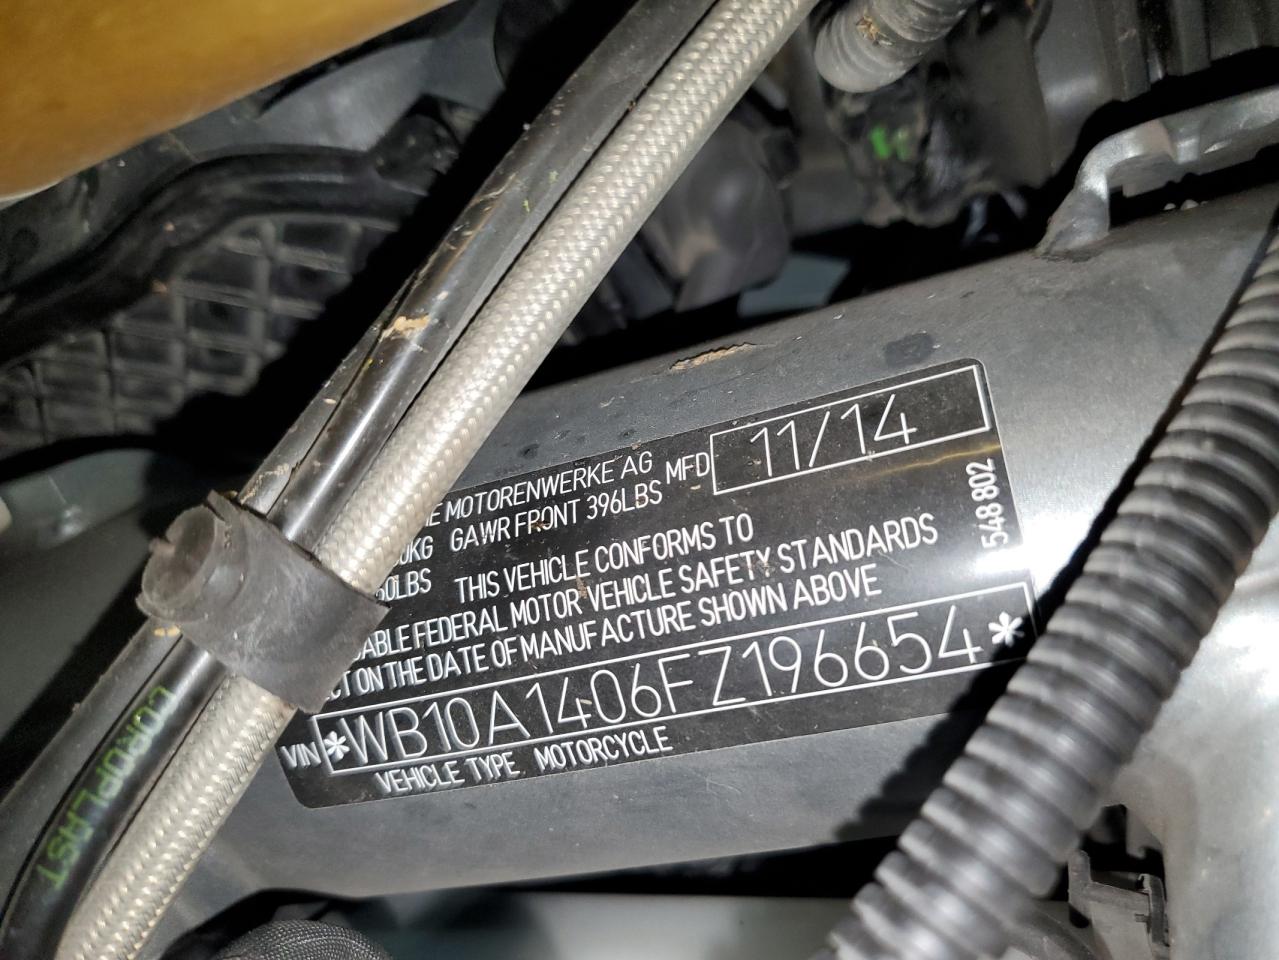 MOTORENWERKE AG MFD 11/14
GAWR FRONT 396LBS
THIS VEHICLE CONFORMS TO
FEDERAL MOTOR VEHICLE SAFETY STANDARDS
ON THE DATE OF MANUFACTURE SHOWN ABOVE
VIN *WB10A1406FZ196654*
VEHICLE TYPE MOTORCYCLE
548 802
COROPLAST